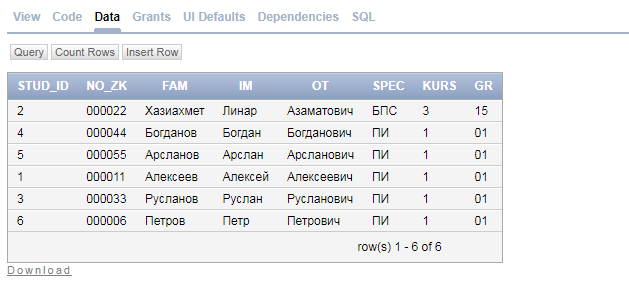 View Code Data Grants UI Defaults Dependencies SQL
Query Count Rows Insert Row
STUD_ID NO_ZK FAM IM OT SPEC KURS GR
2 000022 Хазиахмет Линар Азаматович БПС 3 15
4 000044 Богданов Богдан Богданович ПИ 1 01
5 000055 Арсланов Арслан Арсланович ПИ 1 01
1 000011 Алексеев Алексей Алексеевич ПИ 1 01
3 000033 Русланов Руслан Русланович ПИ 1 01
6 000006 Петров Петр Петрович ПИ 1 01
row(s) 1 - 6 of 6
Download